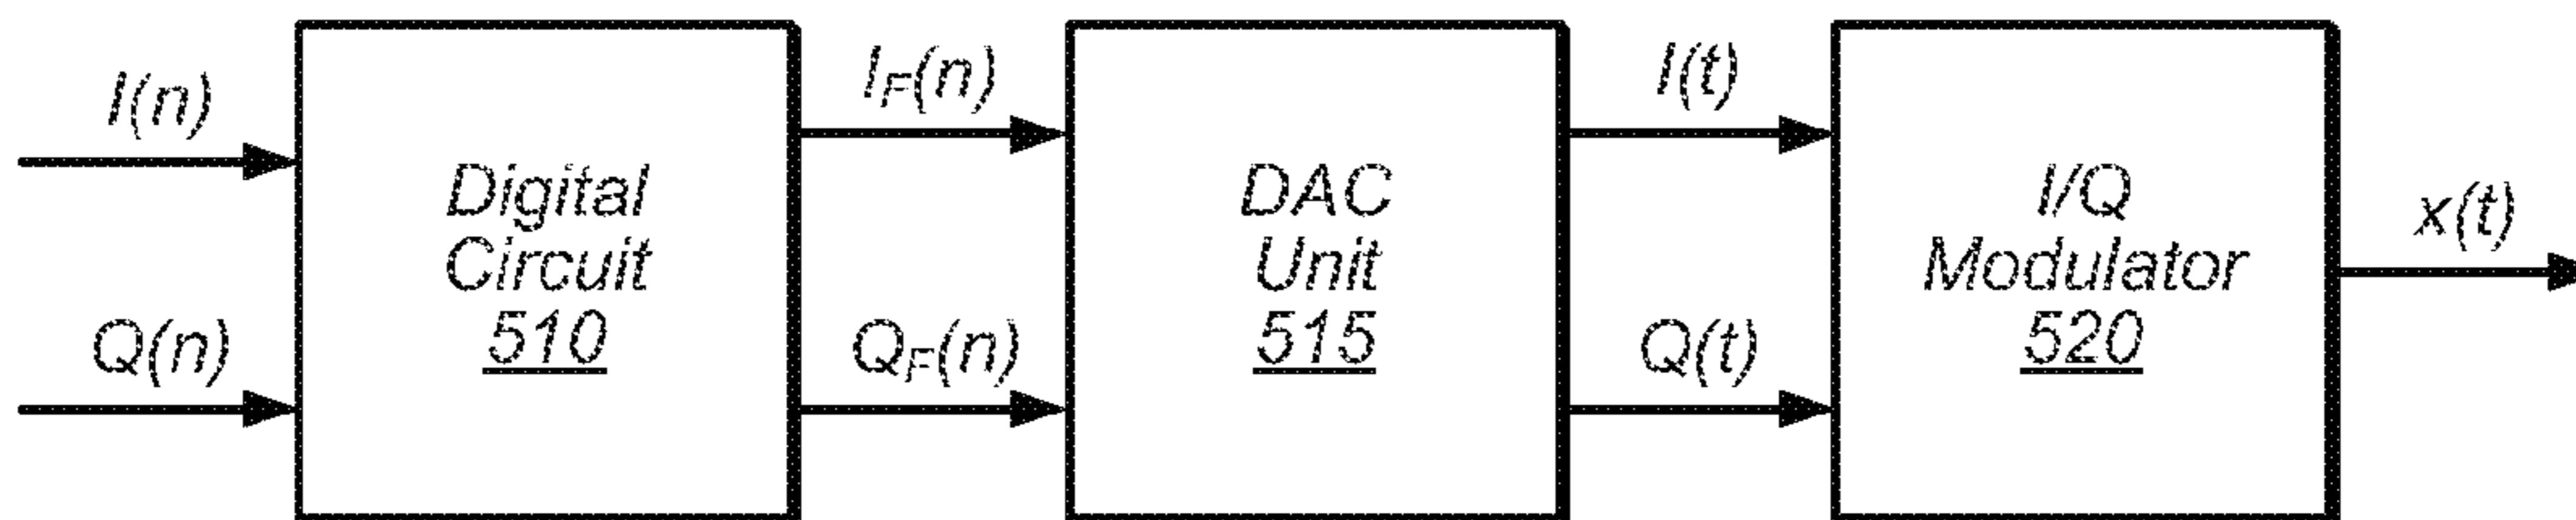 I(n)
Q(n)
Digital
Circuit
510
I_F(n)
Q_F(n)
DAC
Unit
515
I(t)
Q(t)
I/Q
Modulator
520
x(t)